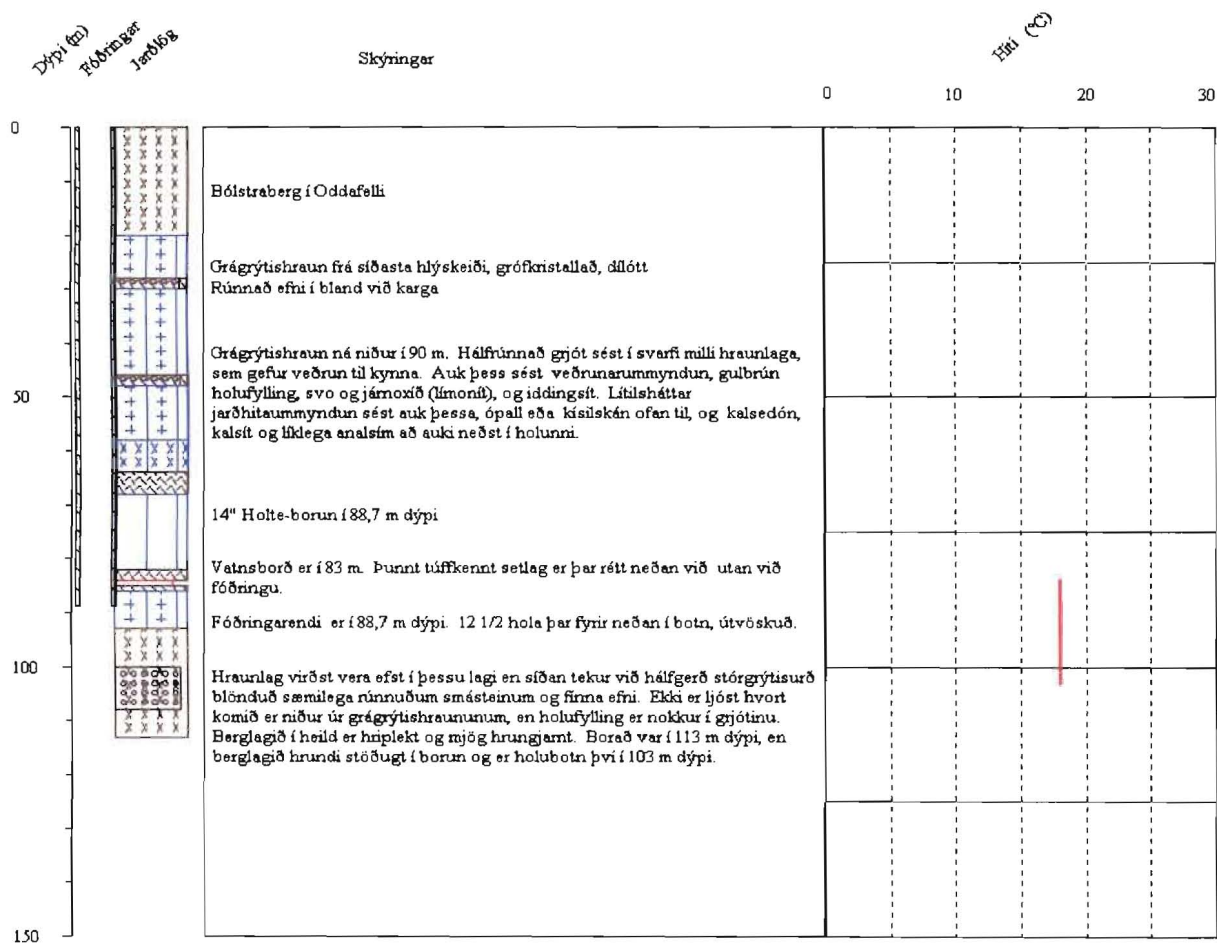 Dýpi (m)
Fóðringar
Jarðlög
Skýringar
Hiti (°C)
0 10 20 30
0
Bólstraberg í Oddafelli
Grágrýtishraun frá síðasta hlýskeiði, grófkristallað, dílótt
Rúnnað efni í bland við karga
Grágrýtishraun ná niður í 90 m. Hálfrúnnað grjót sést í svarfi milli hraunlaga,
sem gefur veðrun til kynna. Auk þess sést veðrunarummyndun, gulbrún
50
holufylling, svo og járnoxíð (límonít), og iddingsít. Lítilsháttar
jarðhitaummyndun sést auk þessa, ópall eða kísilskán ofan til, og kalsedón,
kalsít og líklega analsím að auki neðst í holunni.
14" Holte-borun í 88,7 m dýpi
Vatnsborð er í 83 m. Þunnt túffkennt setlag er þar rétt neðan við utan við
fóðringu.
Fóðringarendi er í 88,7 m dýpi. 12 1/2 hola þar fyrir neðan í botn, útvöskuð.
100
Hraunlag virðst vera efst í þessu lagi en síðan tekur við hálfgerð stórgrýtisurð
blönduð sæmilega rúnnuðum smásteinum og fínna efni. Ekki er ljóst hvort
komið er niður úr grágrýtishraununum, en holufylling er nokkur í grjótinu.
Berglagið í heild er hriplekt og mjög hrungjarnt. Borað var í 113 m dýpi, en
berglagið hrundi stöðugt í borun og er holubotn því í 103 m dýpi.
150